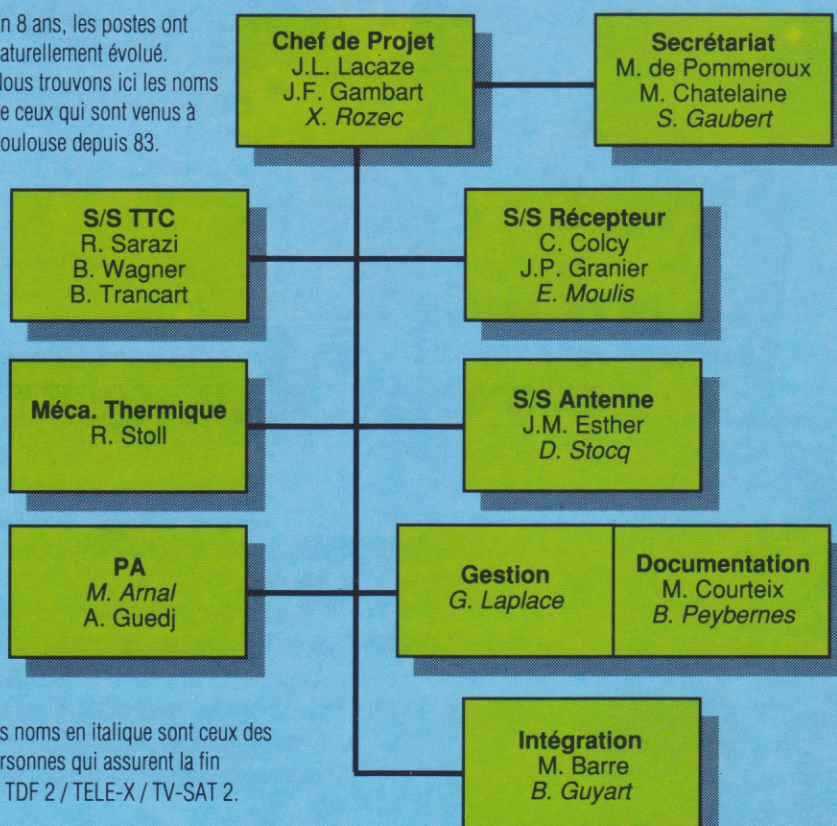 n 8 ans, les postes ont
aturellement évolué.
lous trouvons ici les noms
e ceux qui sont venus à
oulouse depuis 83.
Chef de Projet
J.L. Lacaze
J.F. Gambart
X. Rozec
Secrétariat
M. de Pommeroux
M. Chatelaine
S. Gaubert
S/S TTC
R. Sarazi
B. Wagner
B. Trancart
S/S Récepteur
C. Colcy
J.P. Granier
E. Moulis
Méca. Thermique
R. Stoll
S/S Antenne
J.M. Esther
D. Stocq
PA
M. Arnal
A. Guedj
Gestion
G. Laplace
Documentation
M. Courteix
B. Peybernes
Intégration
M. Barre
B. Guyart
s noms en italique sont ceux des
ersonnes qui assurent la fin
TDF 2 / TELE-X / TV-SAT 2.